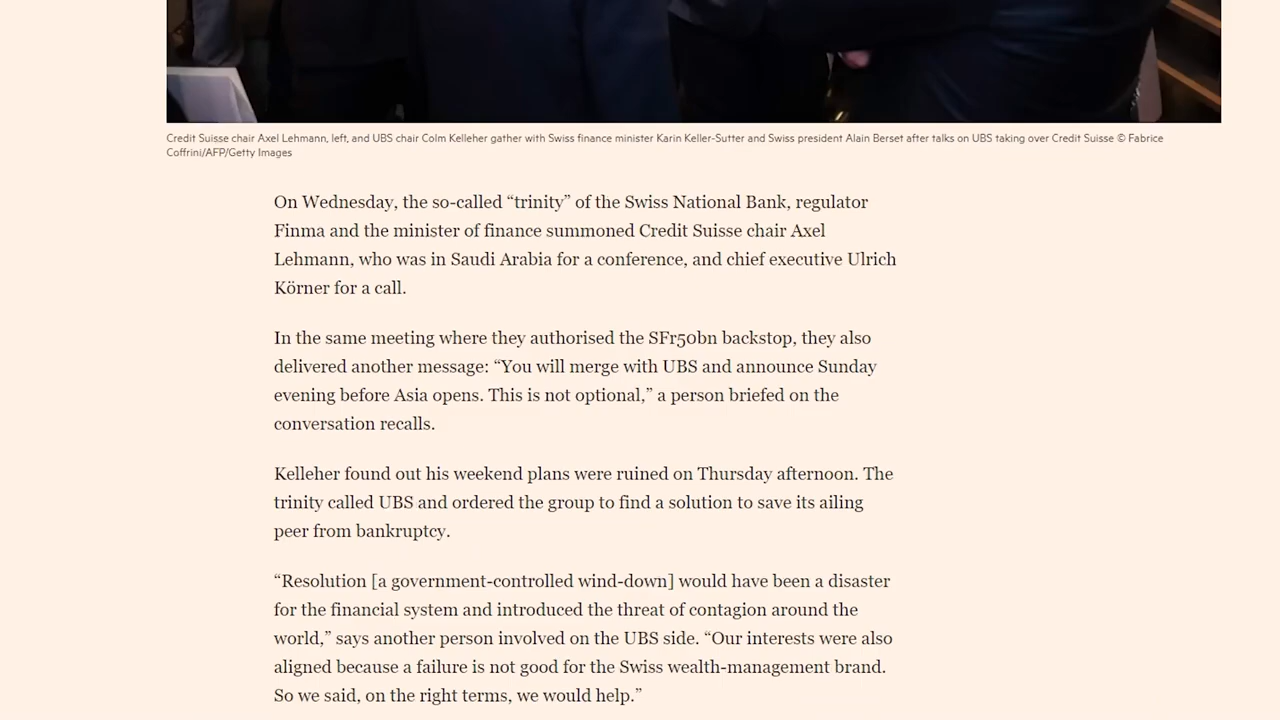 Credit Suisse chair Axel Lehmann, left, and UBS chair Colm Kelleher gather with Swiss finance minister Karin Keller-Sutter and Swiss president Alain Berset after talks on UBS taking over Credit Suisse © Fabrice
Coffrini/AFP/Getty Images
On Wednesday, the so-called “trinity” of the Swiss National Bank, regulator
Finma and the minister of finance summoned Credit Suisse chair Axel
Lehmann, who was in Saudi Arabia for a conference, and chief executive Ulrich
Körner for a call.
In the same meeting where they authorised the SFr50bn backstop, they also
delivered another message: “You will merge with UBS and announce Sunday
evening before Asia opens. This is not optional,” a person briefed on the
conversation recalls.
Kelleher found out his weekend plans were ruined on Thursday afternoon. The
trinity called UBS and ordered the group to find a solution to save its ailing
peer from bankruptcy.
“Resolution [a government-controlled wind-down] would have been a disaster
for the financial system and introduced the threat of contagion around the
world,” says another person involved on the UBS side. “Our interests were also
aligned because a failure is not good for the Swiss wealth-management brand.
So we said, on the right terms, we would help.”